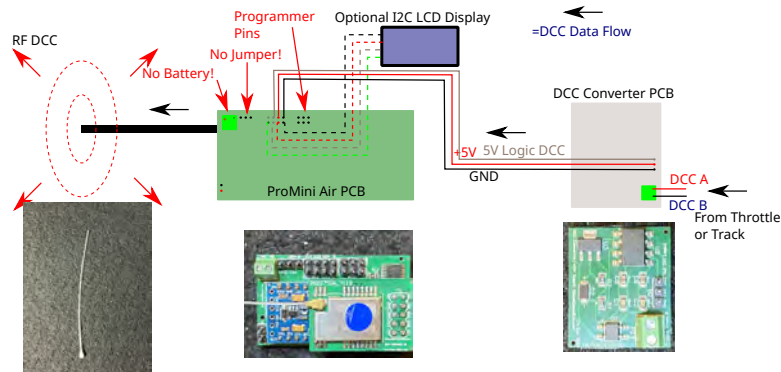 Programmer
Pins
Optional I2C LCD Display
=DCC Data Flow
RF DCC
No Jumper!
No Battery!
DCC Converter PCB
+5V
5V Logic DCC
GND
DCC A
DCC B
ProMini Air PCB
From Throttle
or Track